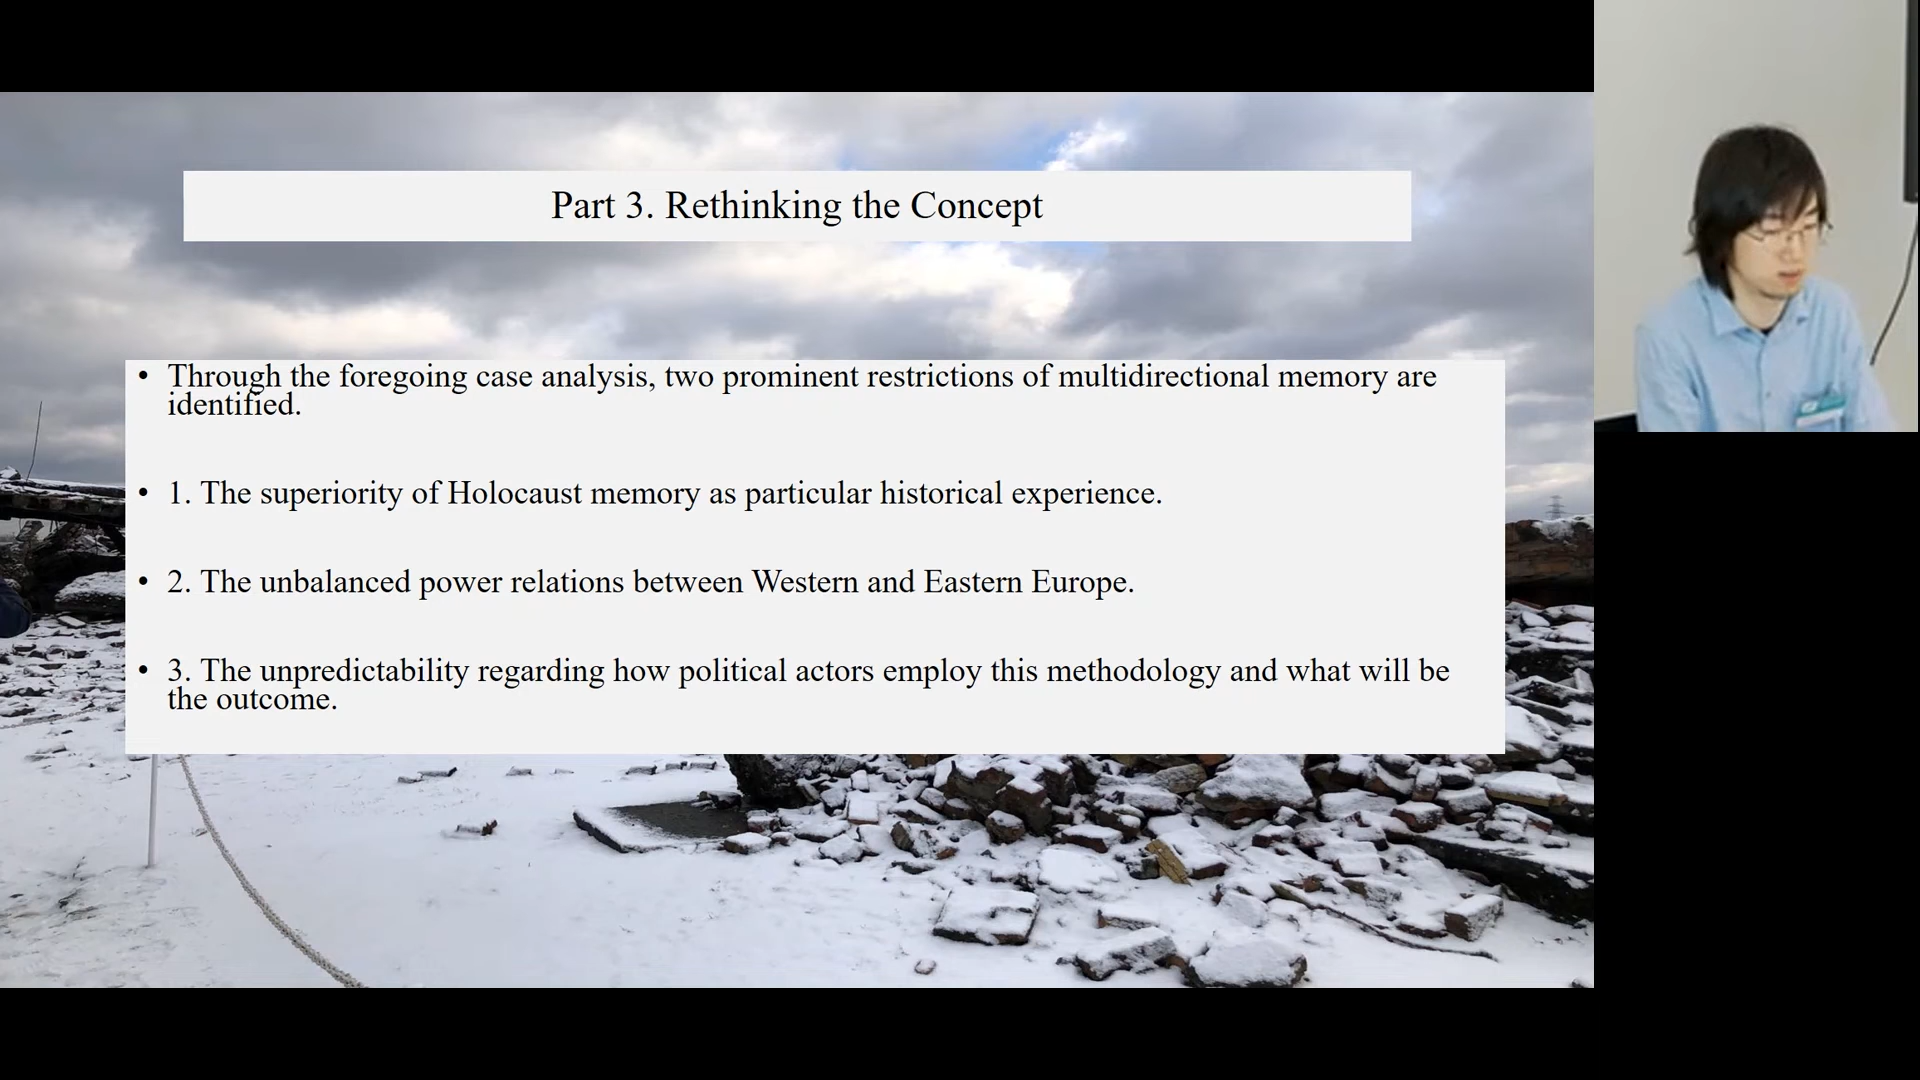 Part 3. Rethinking the Concept
• Through the foregoing case analysis, two prominent restrictions of multidirectional memory are
identified.
• 1. The superiority of Holocaust memory as particular historical experience.
• 2. The unbalanced power relations between Western and Eastern Europe.
• 3. The unpredictability regarding how political actors employ this methodology and what will be
the outcome.